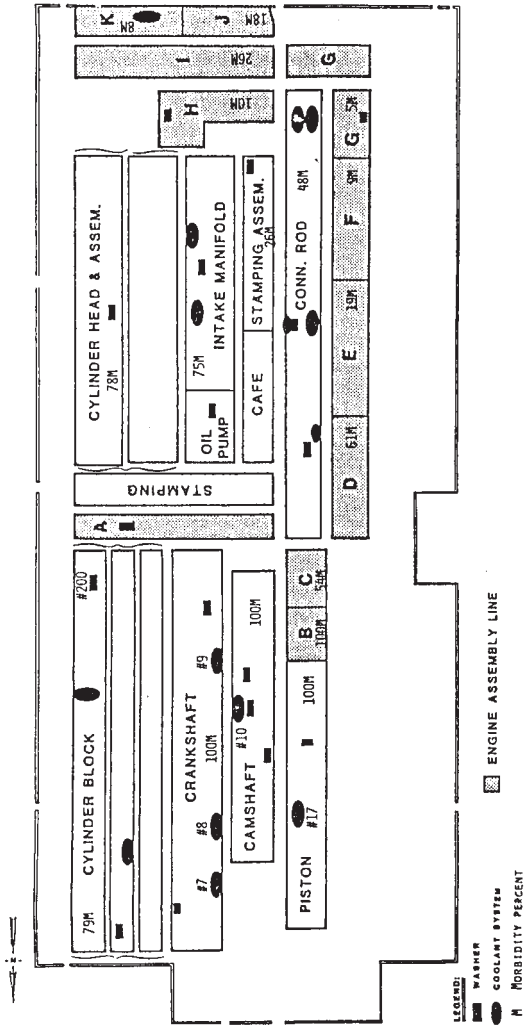 N
79M
CYLINDER BLOCK
#200
A
STAMPING
CYLINDER HEAD & ASSEM.
78M
K
8M
J
18M
I
26M
H
10M
CRANKSHAFT
100M
#7
#8
#9
OIL
PUMP
75M
INTAKE MANIFOLD
CAMSHAFT
#10
100M
CAFE
STAMPING ASSEM.
26M
PISTON
#17
100M
B
100M
C
54M
CONN. ROD
48M
G
D
61M
E
19M
F
9M
G
5M
LEGEND:
WASHER
COOLANT SYSTEM
M MORBIDITY PERCENT
ENGINE ASSEMBLY LINE